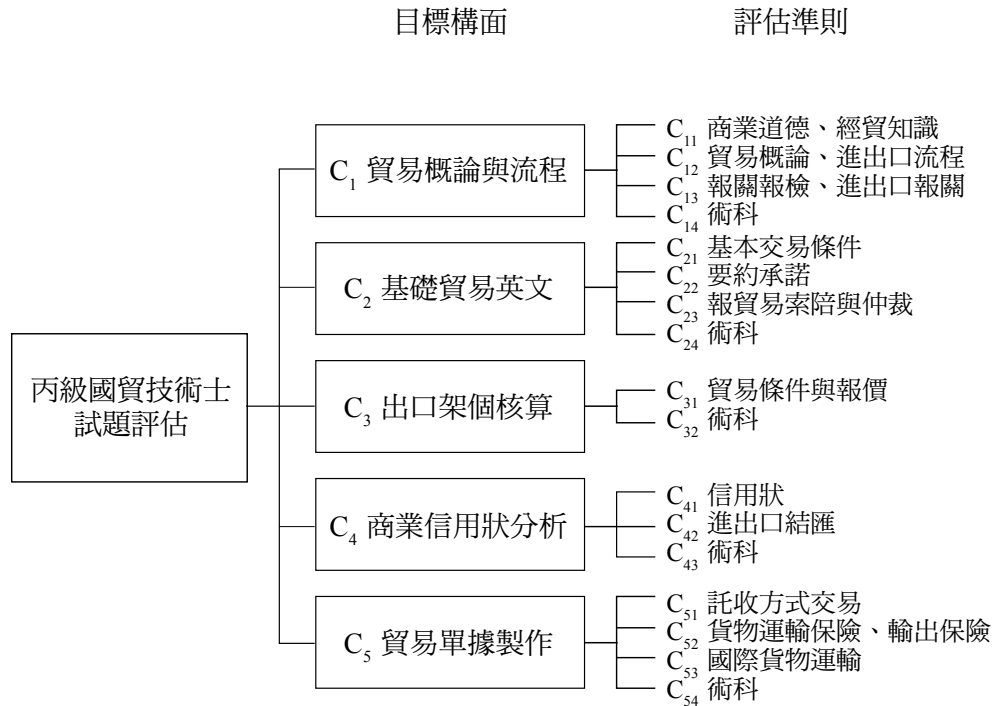 目標構面
評估準則
丙級國貿技術士
試題評估
C₁ 貿易概論與流程
C₁₁ 商業道德、經貿知識
C₁₂ 貿易概論、進出口流程
C₁₃ 報關報檢、進出口報關
C₁₄ 術科
C₂ 基礎貿易英文
C₂₁ 基本交易條件
C₂₂ 要約承諾
C₂₃ 報貿易索賠與仲裁
C₂₄ 術科
C₃ 出口架個核算
C₃₁ 貿易條件與報價
C₃₂ 術科
C₄ 商業信用狀分析
C₄₁ 信用狀
C₄₂ 進出口結匯
C₄₃ 術科
C₅ 貿易單據製作
C₅₁ 託收方式交易
C₅₂ 貨物運輸保險、輸出保險
C₅₃ 國際貨物運輸
C₅₄ 術科